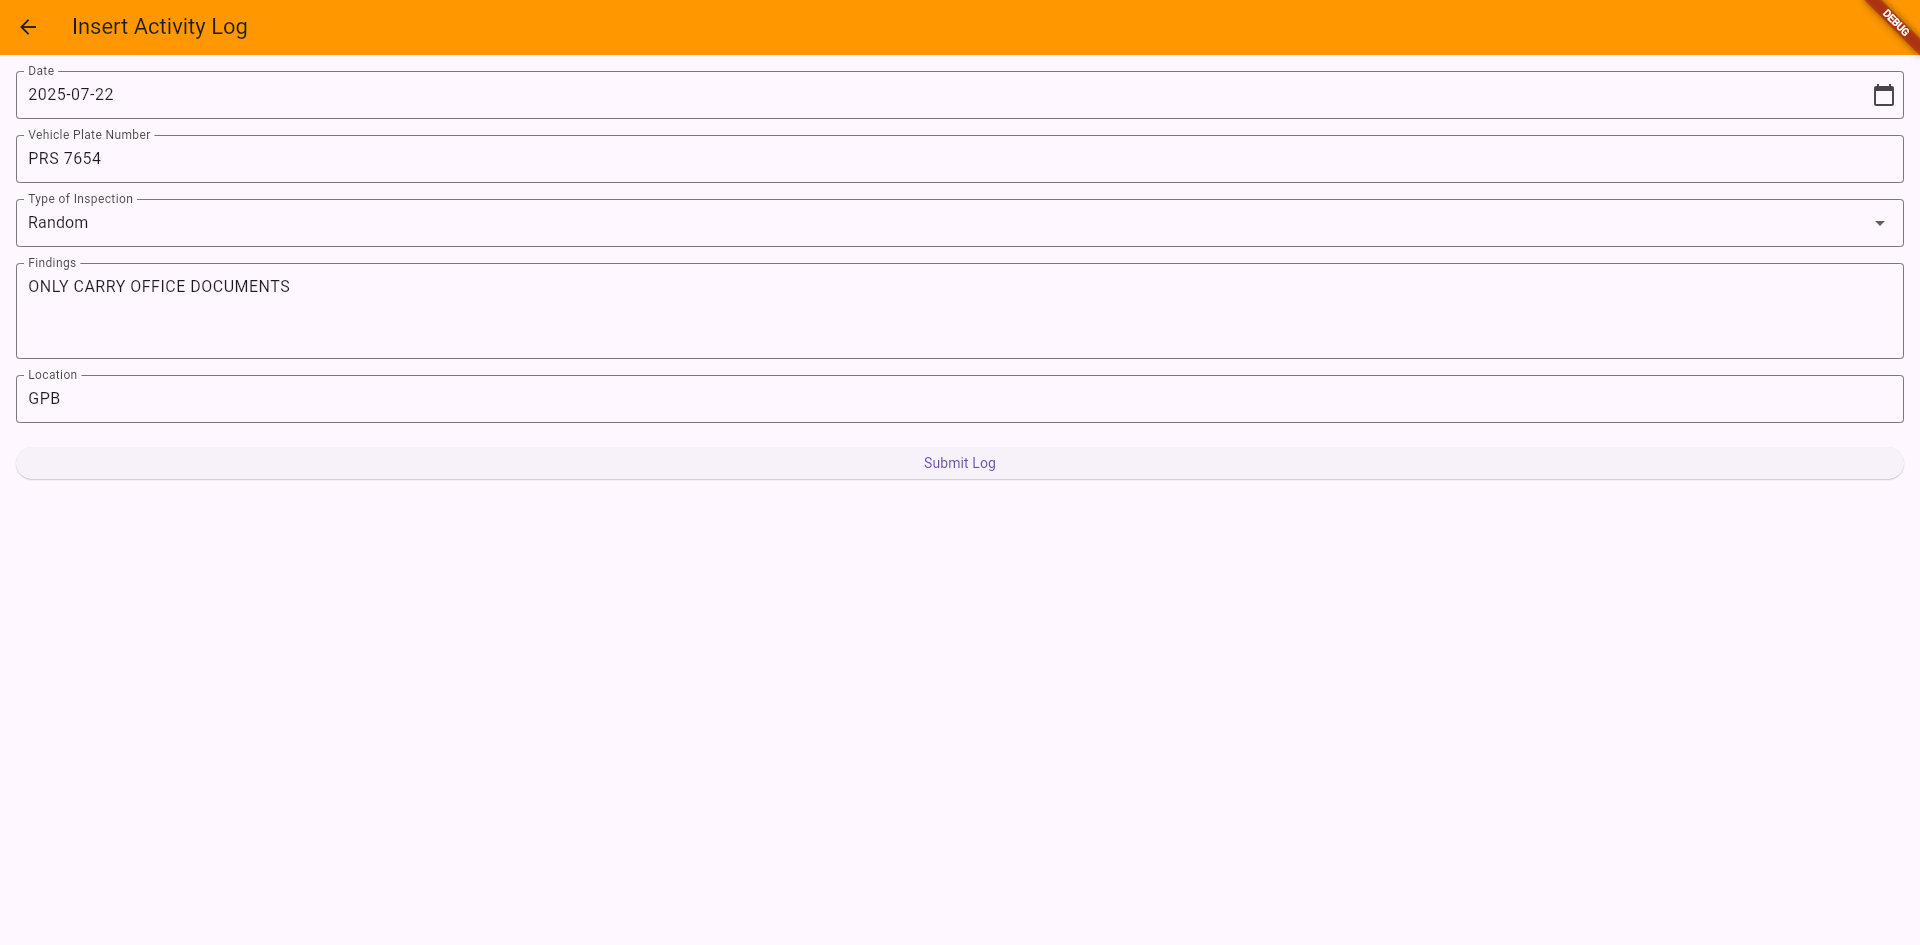 Insert Activity Log
DEBUG
Date
2025-07-22
Vehicle Plate Number
PRS 7654
Type of Inspection
Random
Findings
ONLY CARRY OFFICE DOCUMENTS
Location
GPB
Submit Log